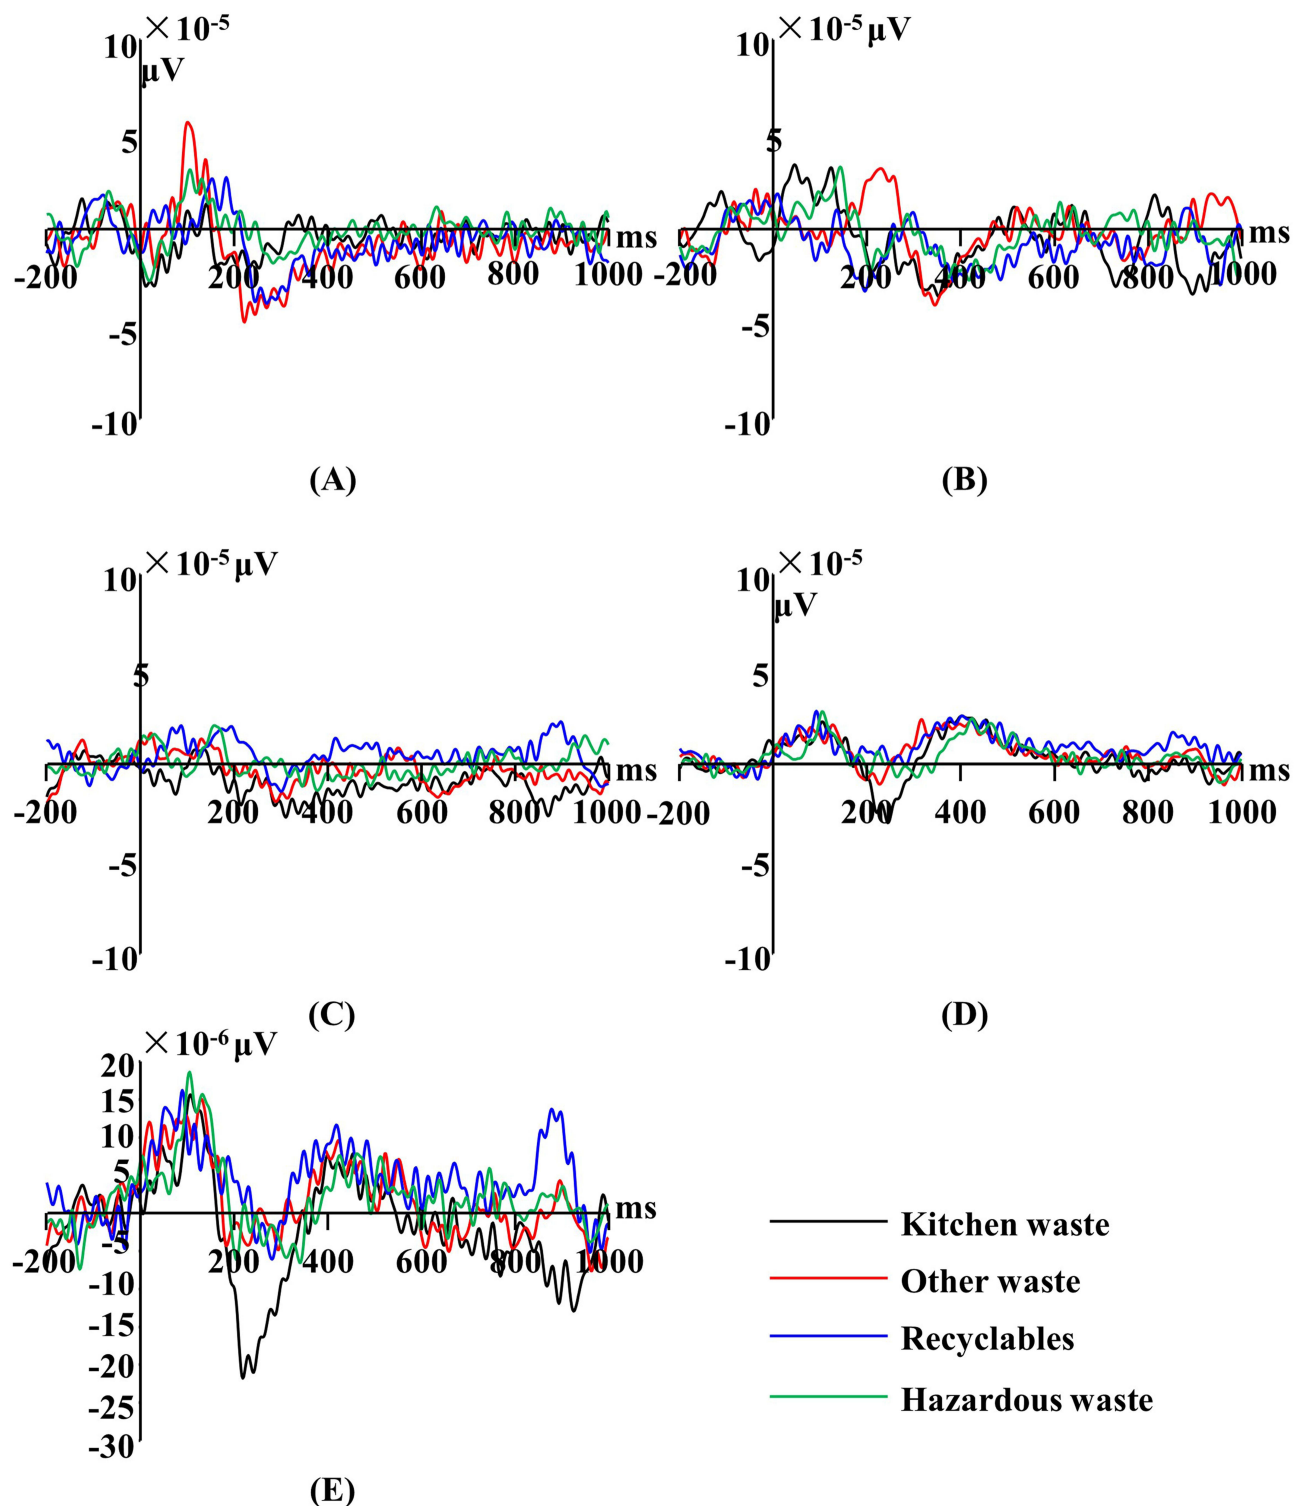 10 ×10-5
μV
5
ms
-200 200 400 600 800 1000
-5
-10
(A)
10 ×10-5 μV
5
ms
-200 200 400 600 800 1000
-5
-10
(B)
10 ×10-5 μV
5
ms
-200 200 400 600 800 1000
-5
-10
(C)
10 ×10-5
μV
5
ms
-200 200 400 600 800 1000
-5
-10
(D)
×10-6 μV
20
15
10
5
ms
-5
-200 200 400 600 800 1000
-10
-15
-20
-25
-30
(E)
Kitchen waste
Other waste
Recyclables
Hazardous waste